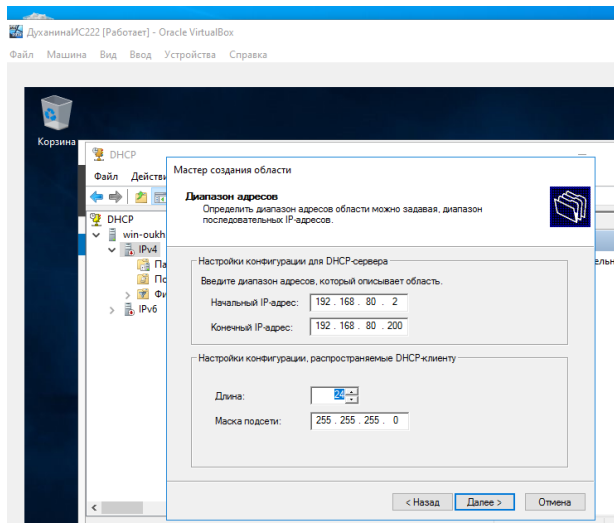 ДуханинаИС222 [Работает] - Oracle VirtualBox
Файл Машина Вид Ввод Устройства Справка
Корзина
DHCP
Файл
DHCP
win-oukh
IPv4
IPv6
Мастер создания области
Диапазон адресов
Определить диапазон адресов области можно задавая, диапазон
последовательных IP-адресов.
Настройки конфигурации для DHCP-сервера
Введите диапазон адресов, который описывает область.
Начальный IP-адрес: 192 . 168 . 80 . 2
Конечный IP-адрес: 192 . 168 . 80 . 200
Настройки конфигурации, распространяемые DHCP-клиенту
Длина: 24
Маска подсети: 255 . 255 . 255 . 0
< Назад Далее > Отмена